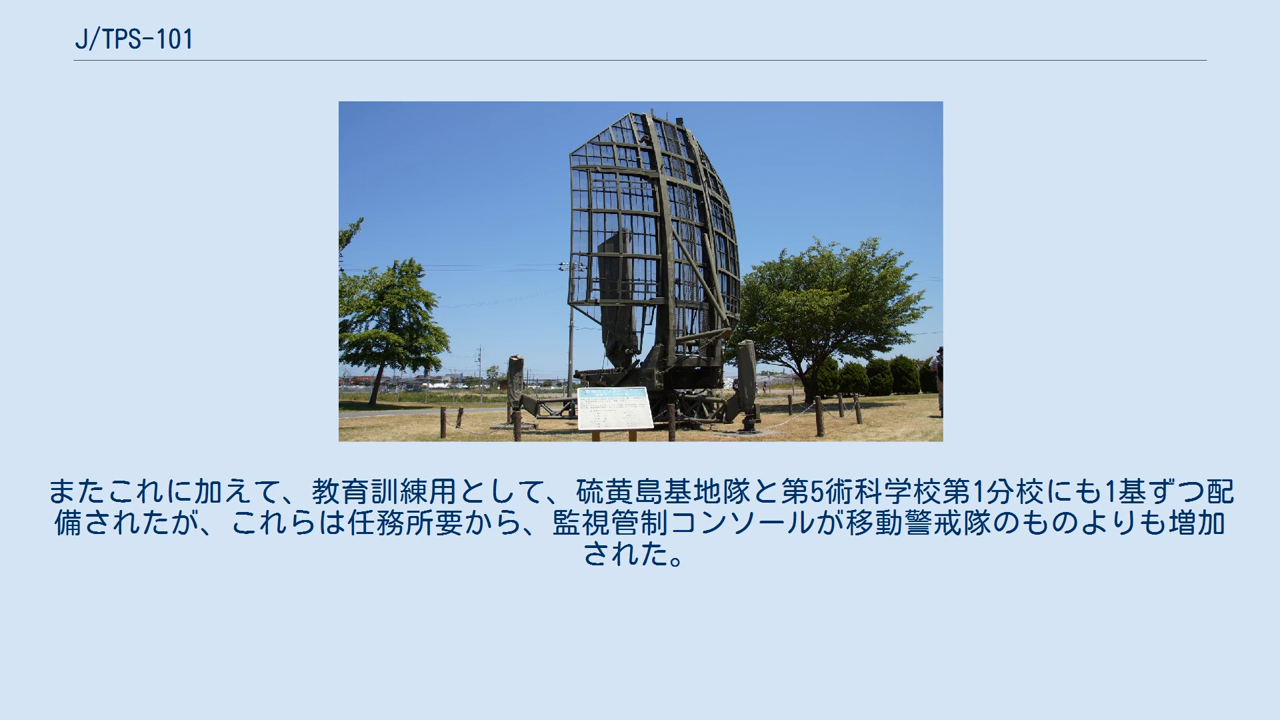 J/TPS-101
またこれに加えて、教育訓練用として、硫黄島基地隊と第5術科学校第1分校にも1基ずつ配
備されたが、これらは任務所要から、監視管制コンソールが移動警戒隊のものよりも増加
された。